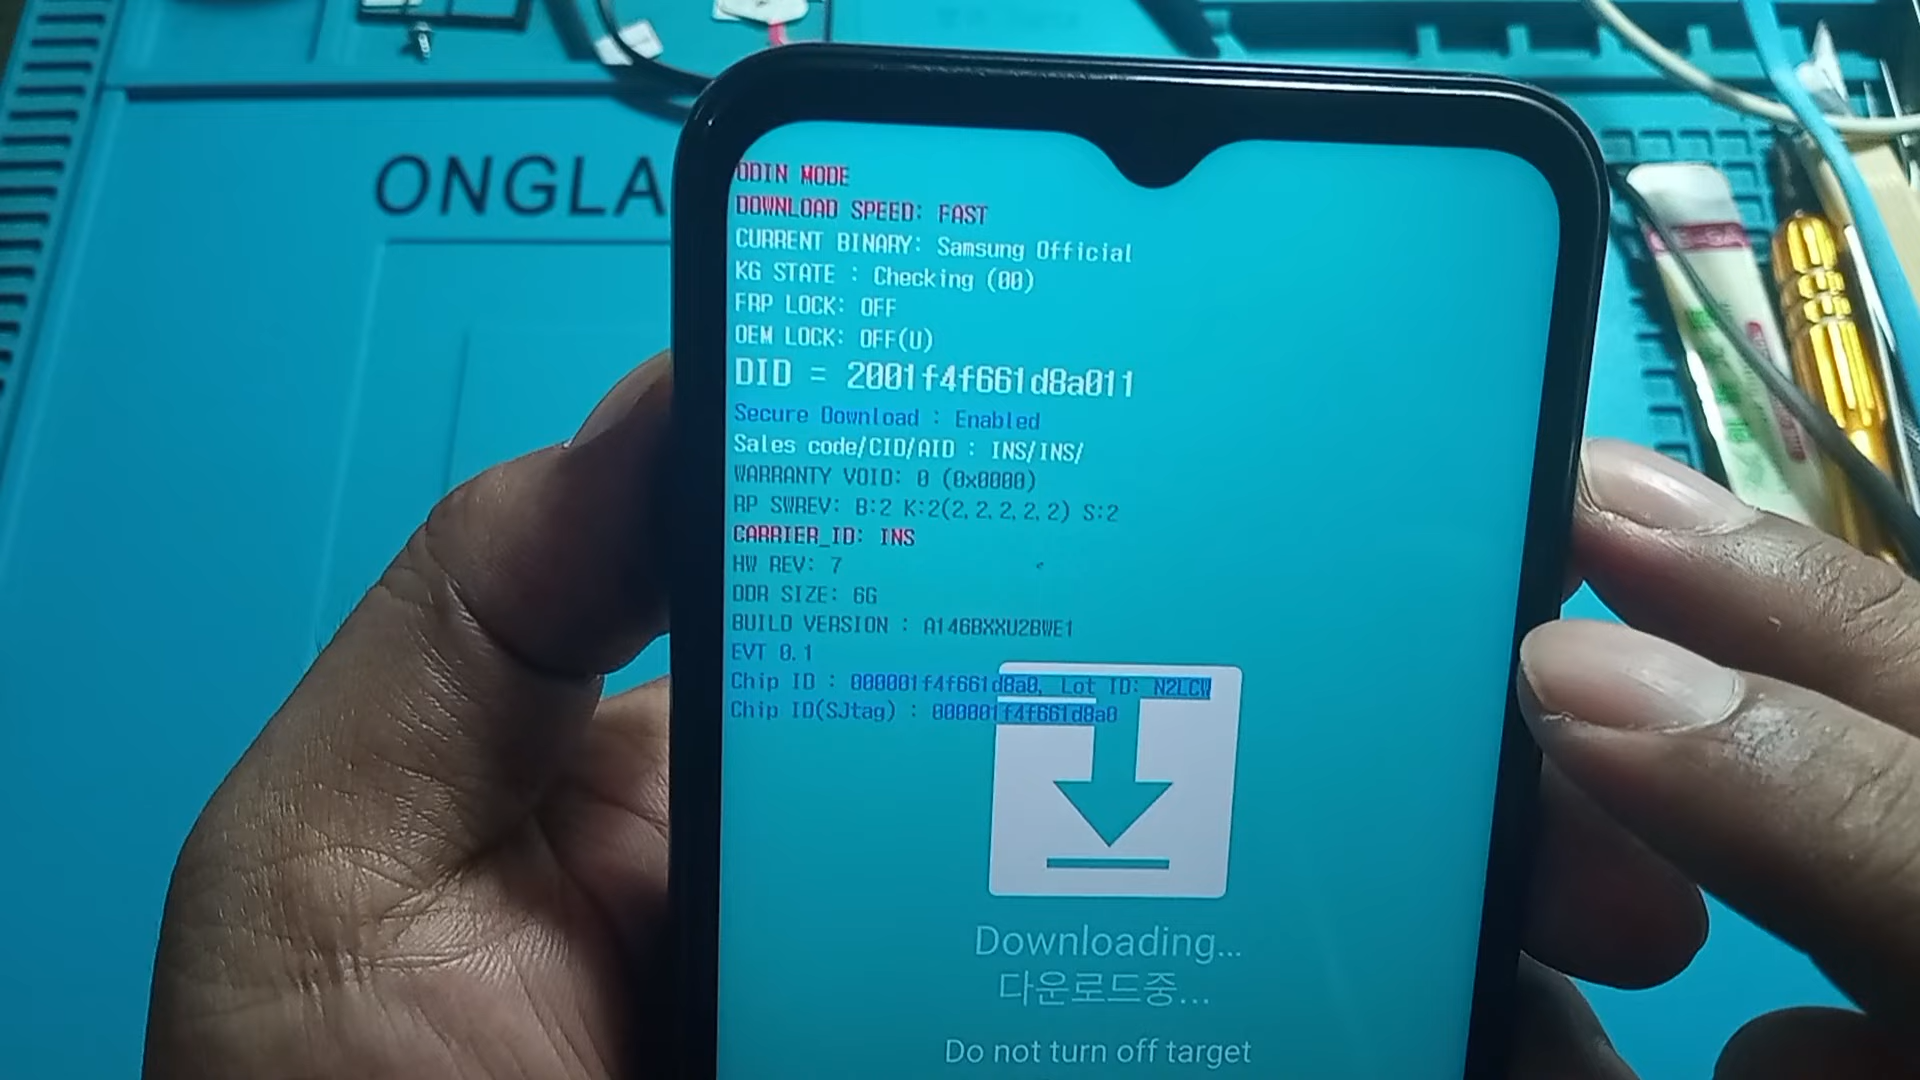 ONGLA
ODIN MODE
DOWNLOAD SPEED: FAST
CURRENT BINARY: Samsung Official
KG STATE : Checking (00)
FRP LOCK: OFF
OEM LOCK: OFF(U)
DID = 2001f4f661d8a011
Secure Download : Enabled
Sales code/CID/AID : INS/INS/
WARRANTY VOID: 0 (0x0000)
RP SWREV: B:2 K:2(2,2,2,2,2) S:2
CARRIER_ID: INS
HW REV: 7
DDR SIZE: 6G
BUILD VERSION : A146BXXU2BWE1
EVT 0.1
Chip ID : 000001f4f661d8a0, Lot ID: N2LCW
Chip ID(SJtag) : 000001f4f661d8a0
Downloading...
다운로드중...
Do not turn off target